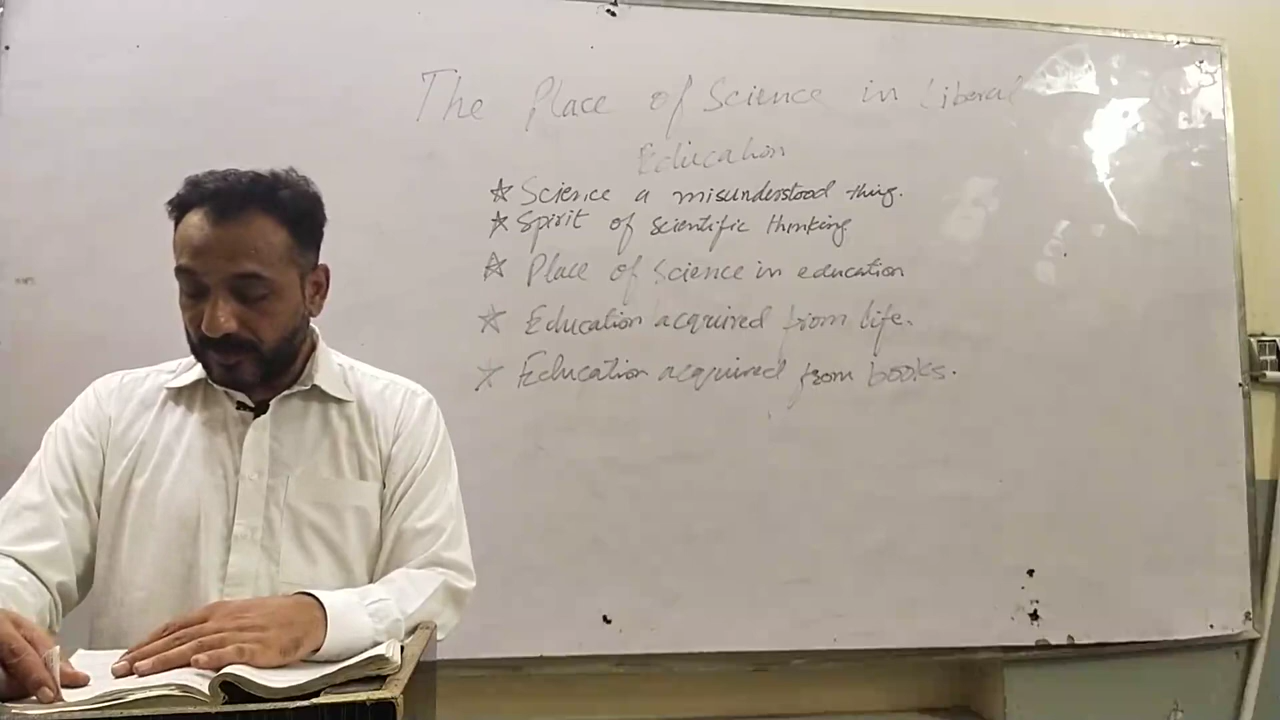 The Place of Science in Liberal
Education
☆ Science a misunderstood thing.
☆ Spirit of scientific thinking
☆ Place of Science in education
☆ Education acquired from life.
☆ Education acquired from books.